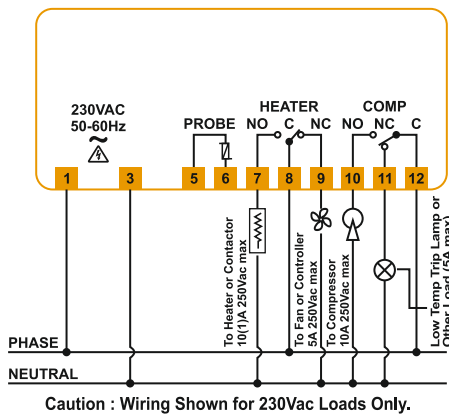 230VAC
50-60Hz
PROBE
HEATER
NO C NC
COMP
NO NC C
1 3 5 6 7 8 9 10 11 12
To Heater or Contactor
10(1)A 250Vac max
To Fan or Controller
5A 250Vac max
To Compressor
10A 250Vac max
Low Temp Trip Lamp or
Other Load (5A max)
PHASE
NEUTRAL
Caution : Wiring Shown for 230Vac Loads Only.